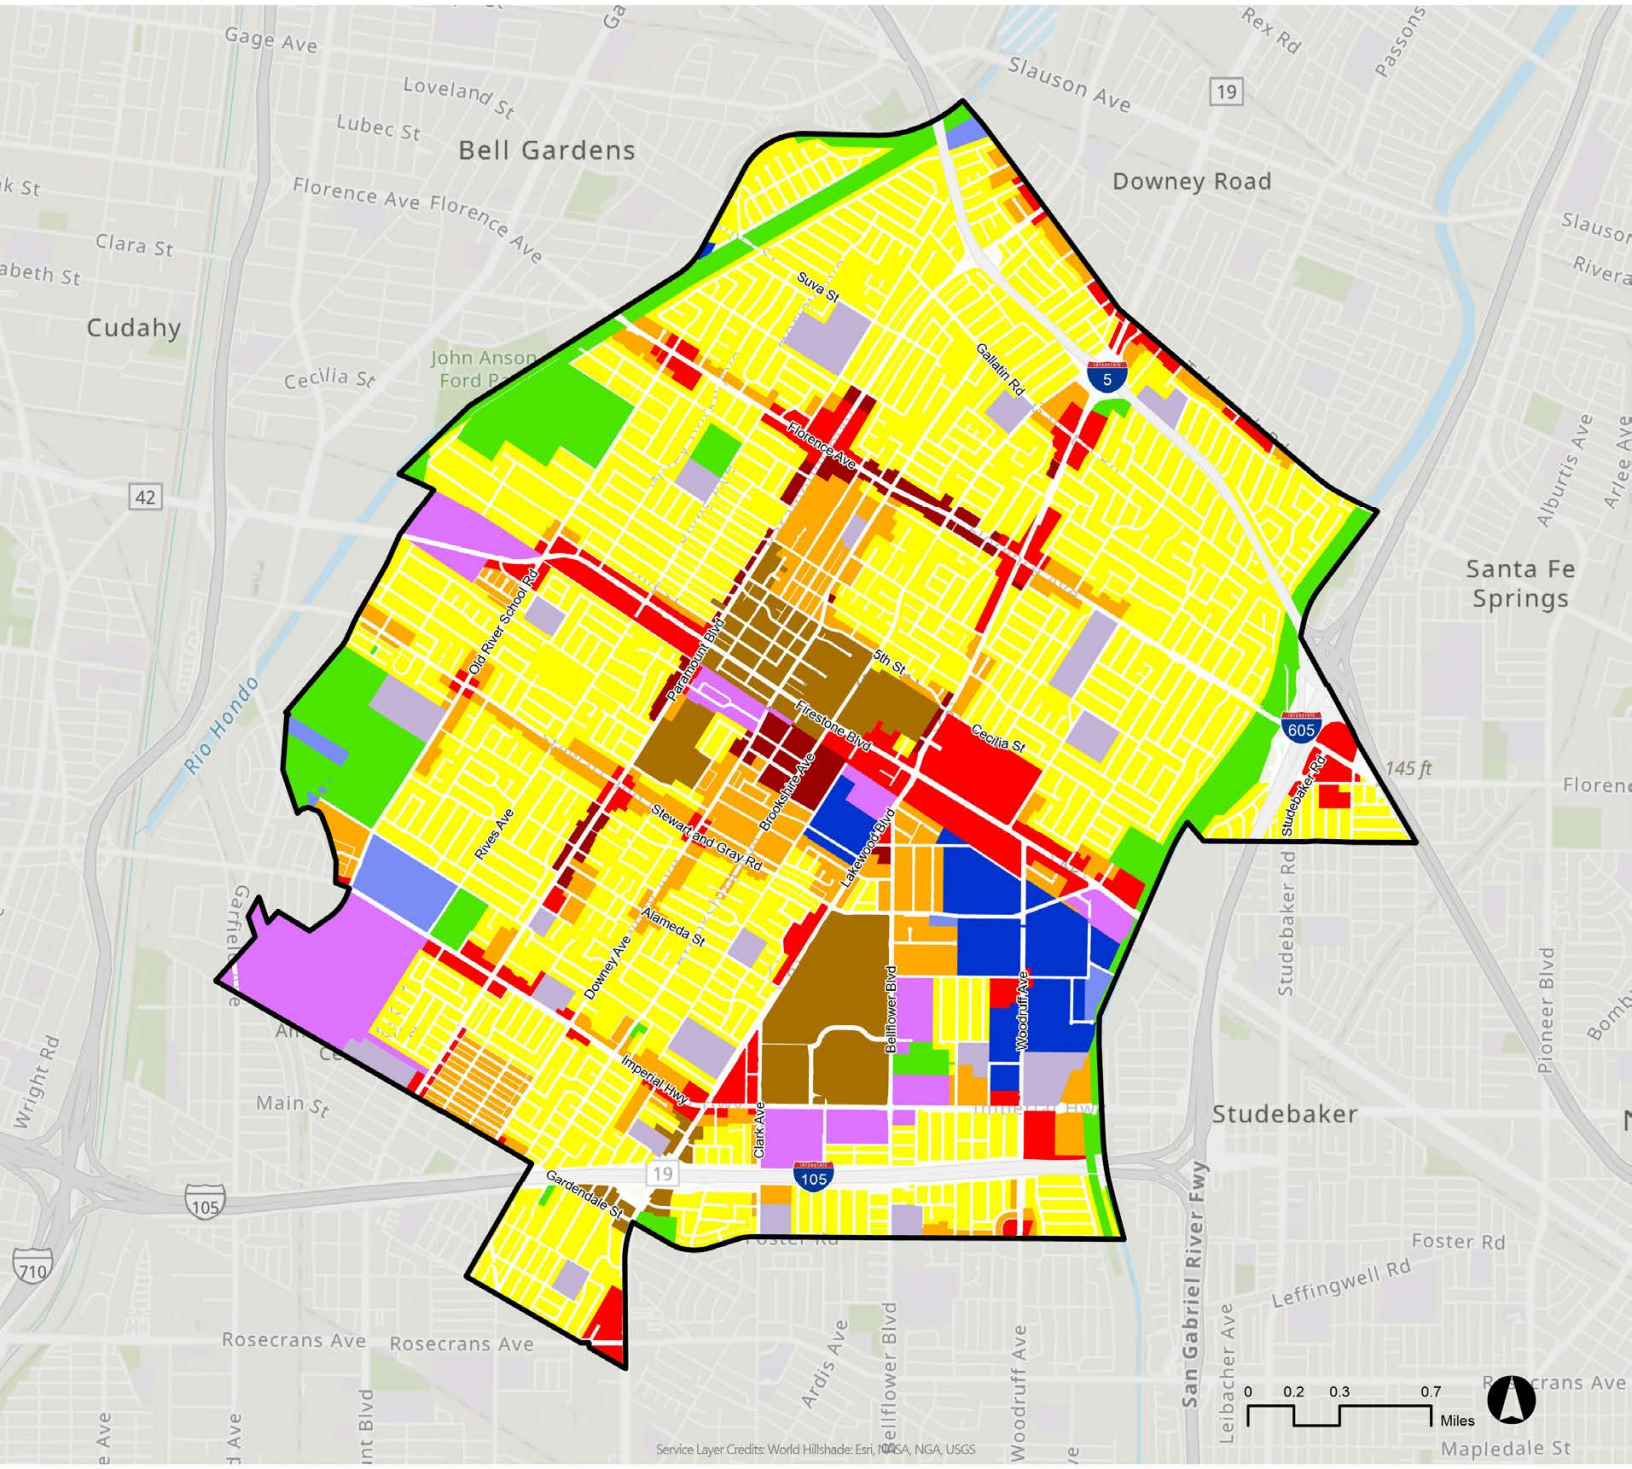 Gage Ave
Rex Rd
Passons
Slauson Ave
19
Loveland St
Lubec St
Bell Gardens
Downey Road
Florence Ave
Florence Ave
Clara St
Cudahy
Suva St
John Anson
Cecilia St
Gallatin Rd
5
Florence Ave
42
Alburtis Ave
Arlee Ave
Santa Fe
Springs
Old River School Rd
Paramount Blvd
5th St
Rio Hondo
Firestone Blvd
Cecilia St
605
145 ft
Studebaker Rd
Brookshire Ave
Rives Ave
Stewart and Gray Rd
Lakewood Blvd
Alameda St
Downey Ave
Bellflower Blvd
Woodruff Ave
Studebaker Rd
Pioneer Blvd
Wright Rd
Main St
Imperial Hwy
Clark Ave
Studebaker
19
105
105
Gardendale St
710
Foster Rd
Foster Rd
Leffingwell Rd
San Gabriel River Fwy
Rosecrans Ave
Rosecrans Ave
Ardis Ave
Bellflower Blvd
Woodruff Ave
Leibacher Ave
0 0.2 0.3 0.7
Miles
Service Layer Credits: World Hillshade: Esri, NASA, NGA, USGS
Mapledale St